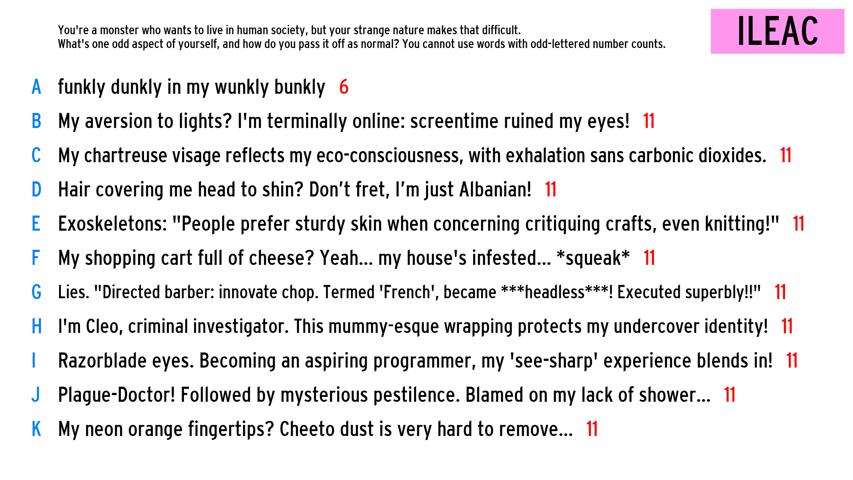 You're a monster who wants to live in human society, but your strange nature makes that difficult.
What's one odd aspect of yourself, and how do you pass it off as normal? You cannot use words with odd-lettered number counts.
ILEAC
A funkly dunkly in my wunkly bunkly 6
B My aversion to lights? I'm terminally online: screentime ruined my eyes! 11
C My chartreuse visage reflects my eco-consciousness, with exhalation sans carbonic dioxides. 11
D Hair covering me head to shin? Don’t fret, I’m just Albanian! 11
E Exoskeletons: "People prefer sturdy skin when concerning critiquing crafts, even knitting!" 11
F My shopping cart full of cheese? Yeah... my house's infested... *squeak* 11
G Lies. "Directed barber: innovate chop. Termed 'French', became ***headless***! Executed superbly!!" 11
H I'm Cleo, criminal investigator. This mummy-esque wrapping protects my undercover identity! 11
I Razorblade eyes. Becoming an aspiring programmer, my 'see-sharp' experience blends in! 11
J Plague-Doctor! Followed by mysterious pestilence. Blamed on my lack of shower... 11
K My neon orange fingertips? Cheeto dust is very hard to remove... 11